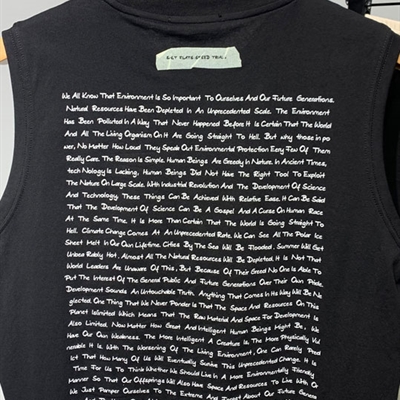 We All Know That Environment Is So Important To Ourselves And Our Future Generations.
Natural Resources Have Been Depleted In An Unprecedented Scale. The Environment
Has Been Polluted In A Way That Never Happened Before It Is Certain That The World
And All The Living Organism On It Are Going Straight To Hell. But why those in po
wer, No Matter How Loud They Speak Out Environmental Protection Eery Few Of Them
Really Care. The Reason Is Simple. Human Beings Are Greedy In Nature. In Ancient Times,
tech Nology Is Lacking, Human Beings Did Not Have The Right Tool To Exploit
The Nature On Large Scale. With Industrial Revolution And The Development Of Science
And Technology. These Things Can Be Achieved With Relative Ease. It Can Be Said
That The Development Of Science Can Be A Gospel And A Curse On Human Race
At The Same Time. It Is More Than Certain That The World Is Going Straight To
Hell. Climate Change Comes At An Unprecedented Rate. We Can See All The Polar Ice
Sheet Melt In Our Own Lifetime. Cities By The Sea Will Be Flooded. Summer Will Get
Unbea Rably Hot. Almost All The Natural Resources Will Be Depleted. It Is Not That
World Leaders Are Unaware Of This, But Because Of Their Greed No One Is Able To
Put The Interest Of The General Public And Future Generations Over Their Own
Development Sounds An Untouchable Truth. Anything That Comes In Its Way Will Be Ne
glected. One Thing That We Never Ponder Is That The Space And Resources On This
Planet Is limited Which Means That The Raw Material And Space For Development Is
Also Limited. Now Matter How Great And Intelligent Human Beings Might Be, We
Have Our Own Weakness. The More Intelligent A Creature Is, The More Physically Vul
nerable It Is With The Worsening Of The Living Environment, One Can Rarely Pred
ict That How Many Of Us Will Eventually Survive This Unprecedented Change. It Is
Time For Us To Think Whether We Should Live In A More Environmentally Friendly
Manner So That Our Offsprings Will Also Have Space And Resources To Live With Or
We Just Pamper Ourselves To The Extreme And Forget About Our Future Genera